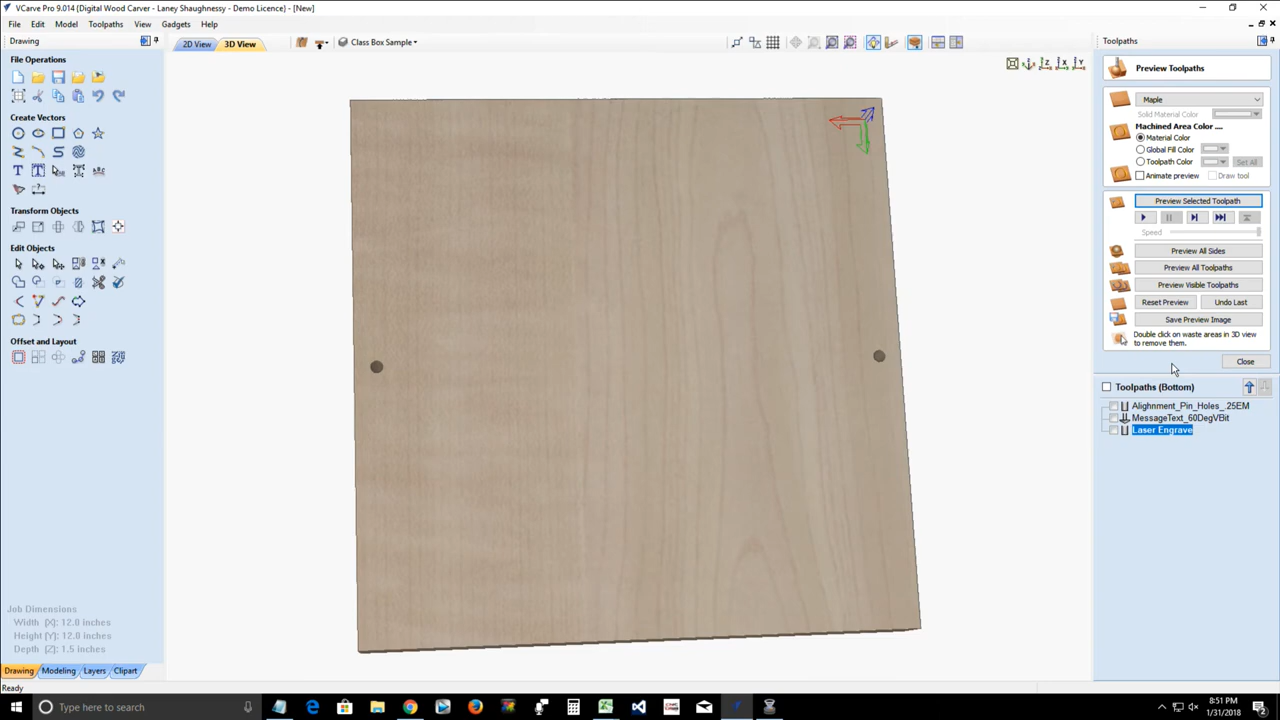 VCarve Pro 9.014 {Digital Wood Carver - Laney Shaughnessy - Demo Licence} - [New]
File Edit Model Toolpaths View Gadgets Help
Drawing
2D View 3D View
Class Box Sample
Toolpaths
File Operations
Create Vectors
Transform Objects
Edit Objects
Offset and Layout
Job Dimensions
Width (X): 12.0 inches
Height (Y): 12.0 inches
Depth (Z): 1.5 inches
Drawing Modeling Layers Clipart
Ready
Z X Y
Preview Toolpaths
Maple
Solid Material Color
Machined Area Color ....
Material Color
Global Fill Color
Toolpath Color Set All
Animate preview Draw tool
Preview Selected Toolpath
Speed
Preview All Sides
Preview All Toolpaths
Preview Visible Toolpaths
Reset Preview Undo Last
Save Preview Image
Double click on waste areas in 3D view
to remove them.
Close
Toolpaths (Bottom)
Alighnment_Pin_Holes_.25EM
MessageText_60DegVBit
Laser Engrave
Type here to search
8:51 PM
1/31/2018
2